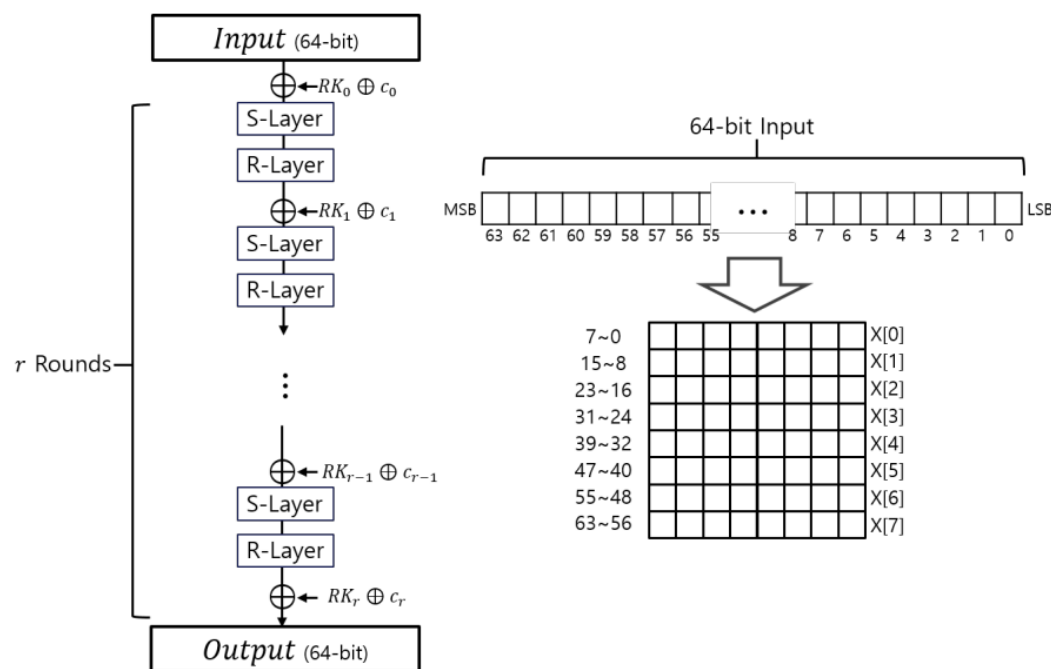 Input (64-bit)
RK₀ ⊕ c₀
S-Layer
R-Layer
RK₁ ⊕ c₁
S-Layer
R-Layer
r Rounds
⋮
RKᵣ₋₁ ⊕ cᵣ₋₁
S-Layer
R-Layer
RKᵣ ⊕ cᵣ
Output (64-bit)
64-bit Input
MSB ... LSB
63 62 61 60 59 58 57 56 55 8 7 6 5 4 3 2 1 0
7~0 X[0]
15~8 X[1]
23~16 X[2]
31~24 X[3]
39~32 X[4]
47~40 X[5]
55~48 X[6]
63~56 X[7]